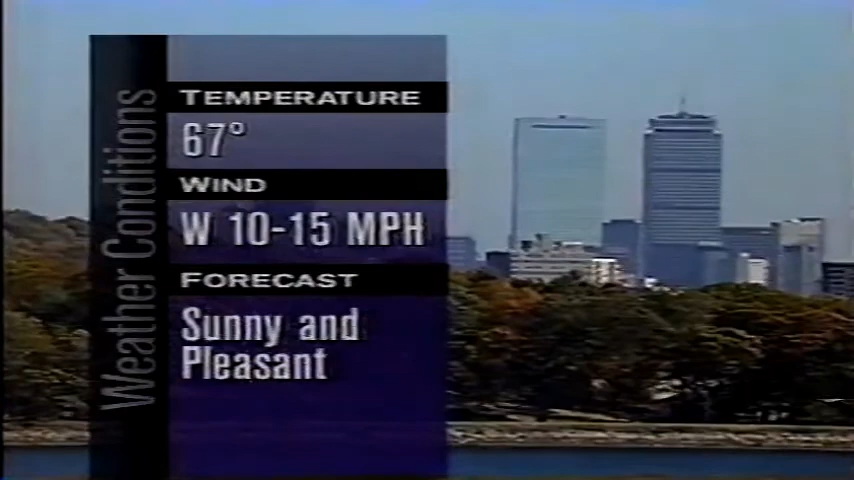 Weather Conditions
TEMPERATURE
67°
WIND
W 10-15 MPH
FORECAST
Sunny and
Pleasant